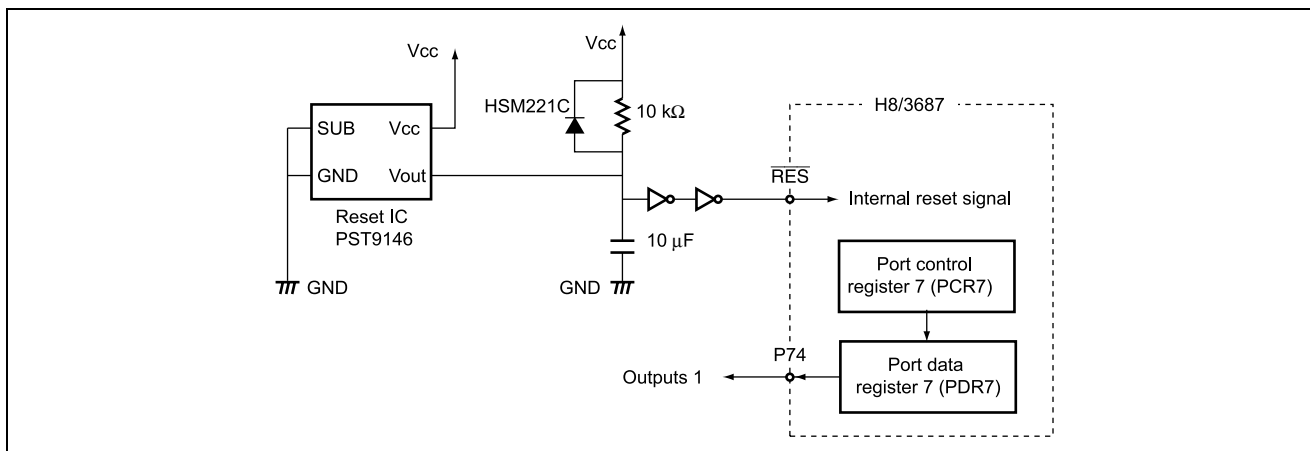 Vcc
Vcc
HSM221C
10 kΩ
H8/3687
SUB Vcc
GND Vout
Reset IC
PST9146
RES
Internal reset signal
10 μF
GND
GND
Port control
register 7 (PCR7)
P74
Outputs 1
Port data
register 7 (PDR7)